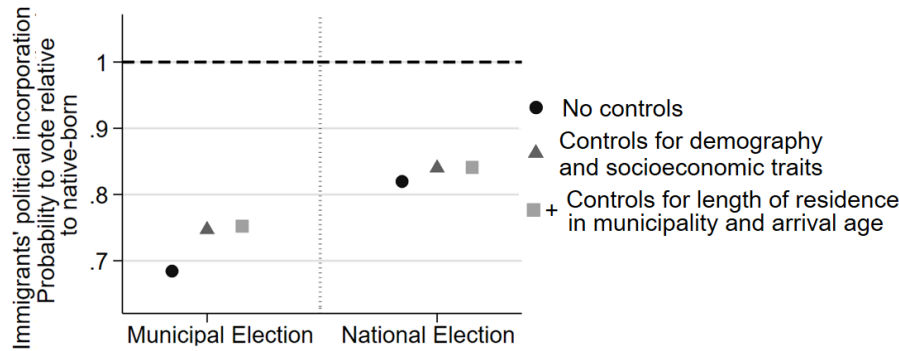 Immigrants' political incorporation
Probability to vote relative
to native-born
1
.9
.8
.7
Municipal Election
National Election
No controls
Controls for demography
and socioeconomic traits
+ Controls for length of residence
in municipality and arrival age